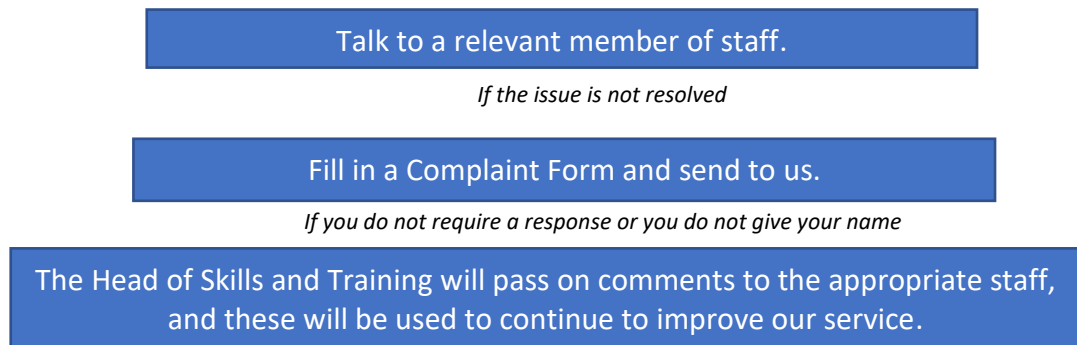 Talk to a relevant member of staff.
If the issue is not resolved
Fill in a Complaint Form and send to us.
If you do not require a response or you do not give your name
The Head of Skills and Training will pass on comments to the appropriate staff,
and these will be used to continue to improve our service.